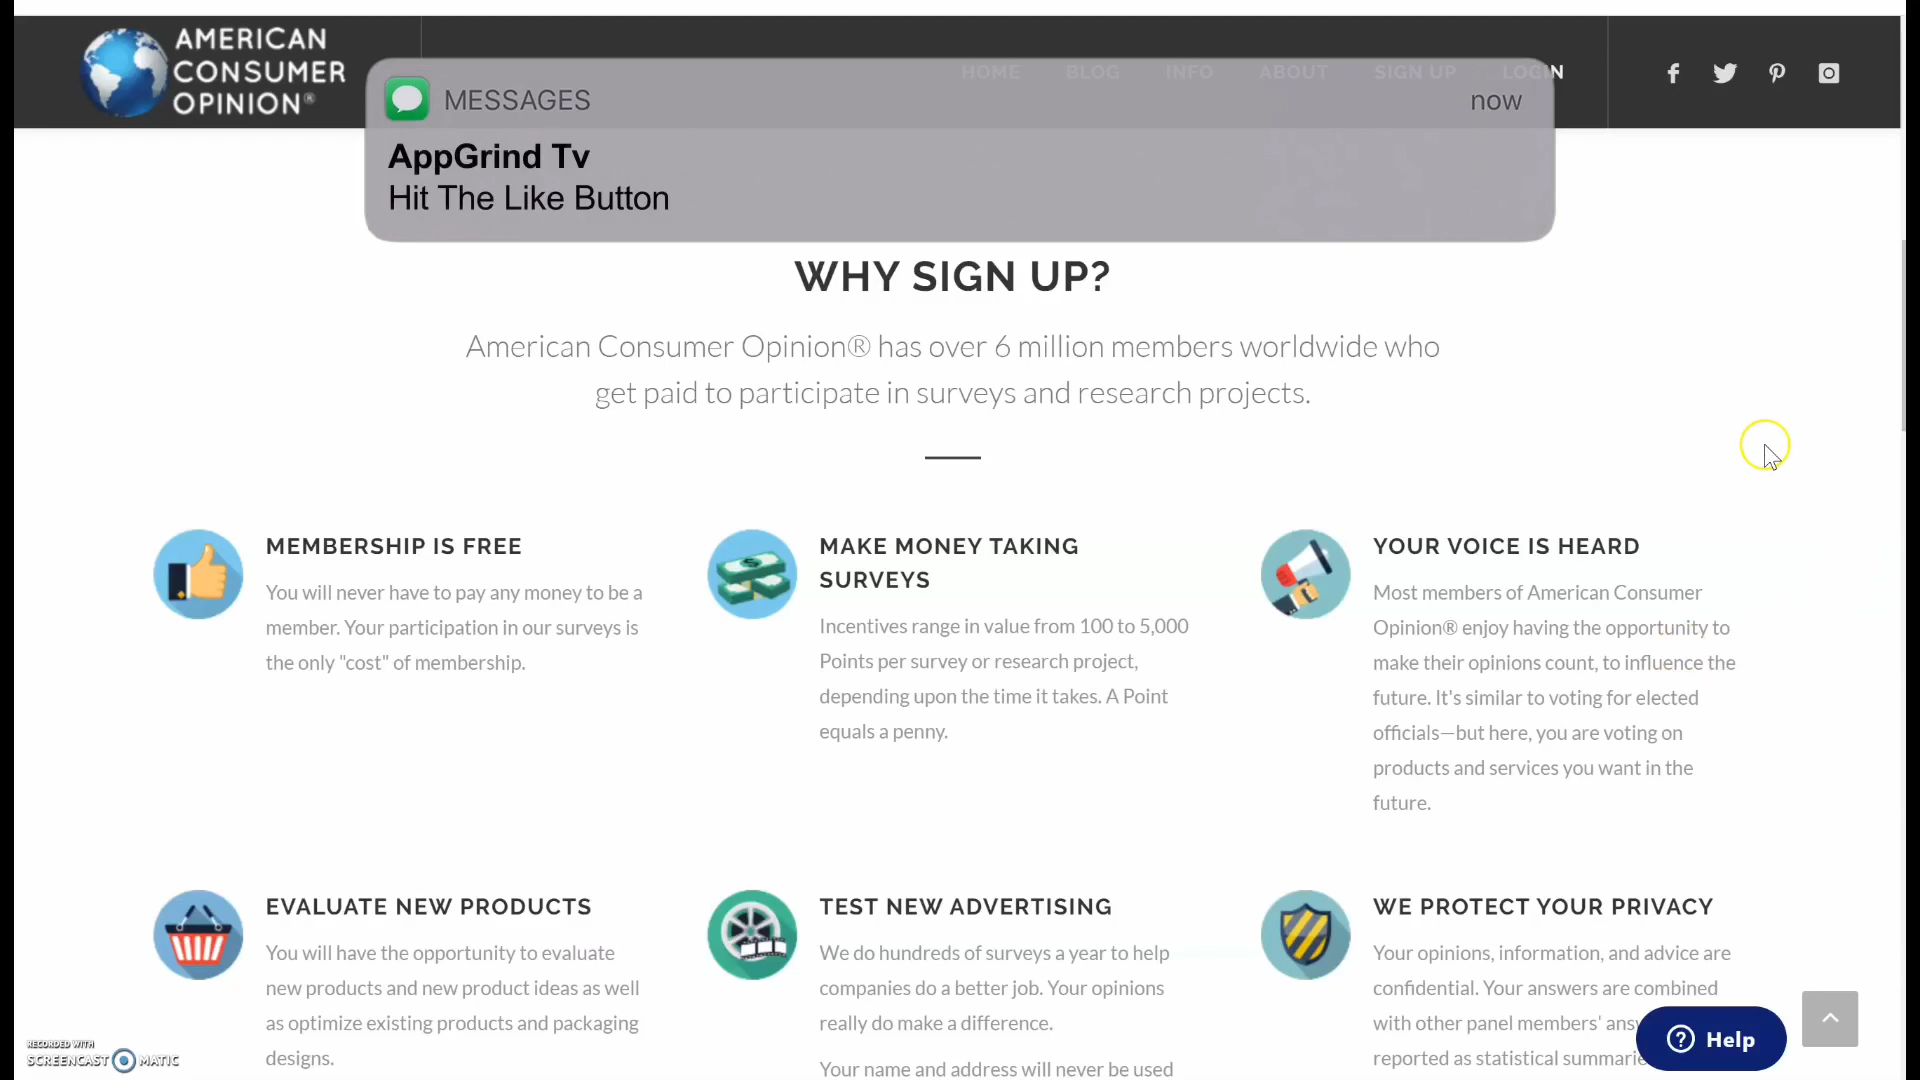 AMERICAN
CONSUMER
OPINION®
HOME BLOG INFO ABOUT SIGN UP LOGIN
MESSAGES
now
AppGrind Tv
Hit The Like Button
WHY SIGN UP?
American Consumer Opinion® has over 6 million members worldwide who
get paid to participate in surveys and research projects.
MEMBERSHIP IS FREE
You will never have to pay any money to be a
member. Your participation in our surveys is
the only "cost" of membership.
MAKE MONEY TAKING
SURVEYS
Incentives range in value from 100 to 5,000
Points per survey or research project,
depending upon the time it takes. A Point
equals a penny.
YOUR VOICE IS HEARD
Most members of American Consumer
Opinion® enjoy having the opportunity to
make their opinions count, to influence the
future. It's similar to voting for elected
officials—but here, you are voting on
products and services you want in the
future.
EVALUATE NEW PRODUCTS
You will have the opportunity to evaluate
new products and new product ideas as well
as optimize existing products and packaging
designs.
TEST NEW ADVERTISING
We do hundreds of surveys a year to help
companies do a better job. Your opinions
really do make a difference.
Your name and address will never be used
WE PROTECT YOUR PRIVACY
Your opinions, information, and advice are
confidential. Your answers are combined
with other panel members'
reported as statistical
Help
RECORDED WITH
SCREENCAST MATIC